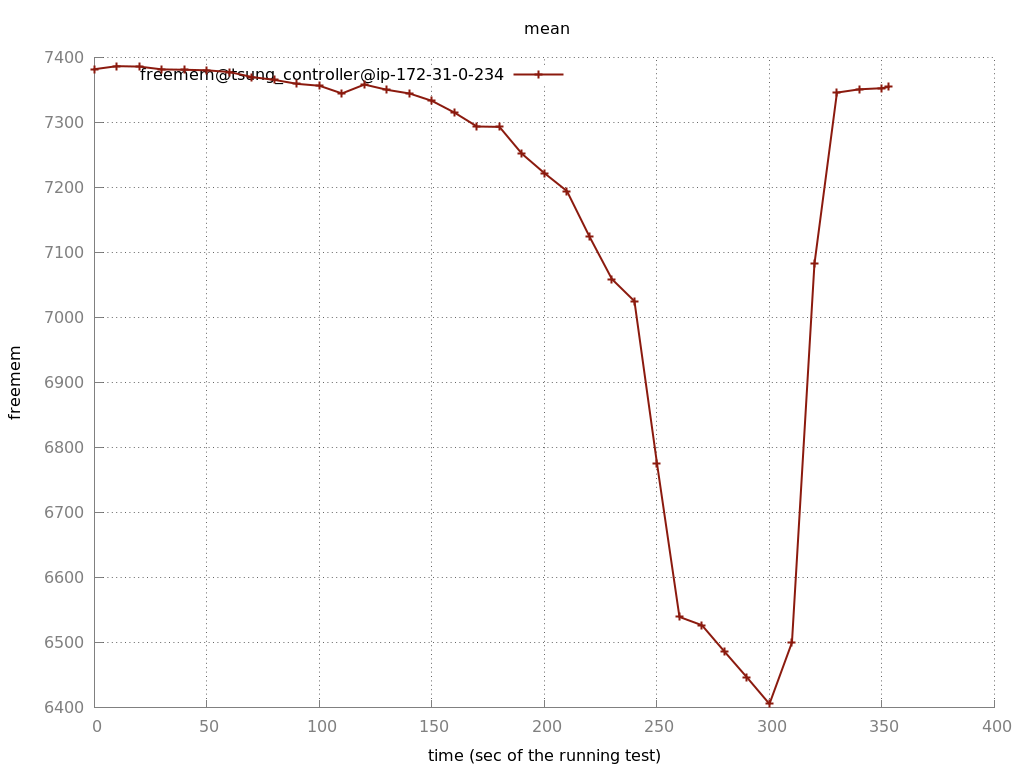 mean
freemem@tsung_controller@ip-172-31-0-234
7400
7300
7200
7100
7000
6900
6800
6700
6600
6500
6400
freemem
0 50 100 150 200 250 300 350 400
time (sec of the running test)